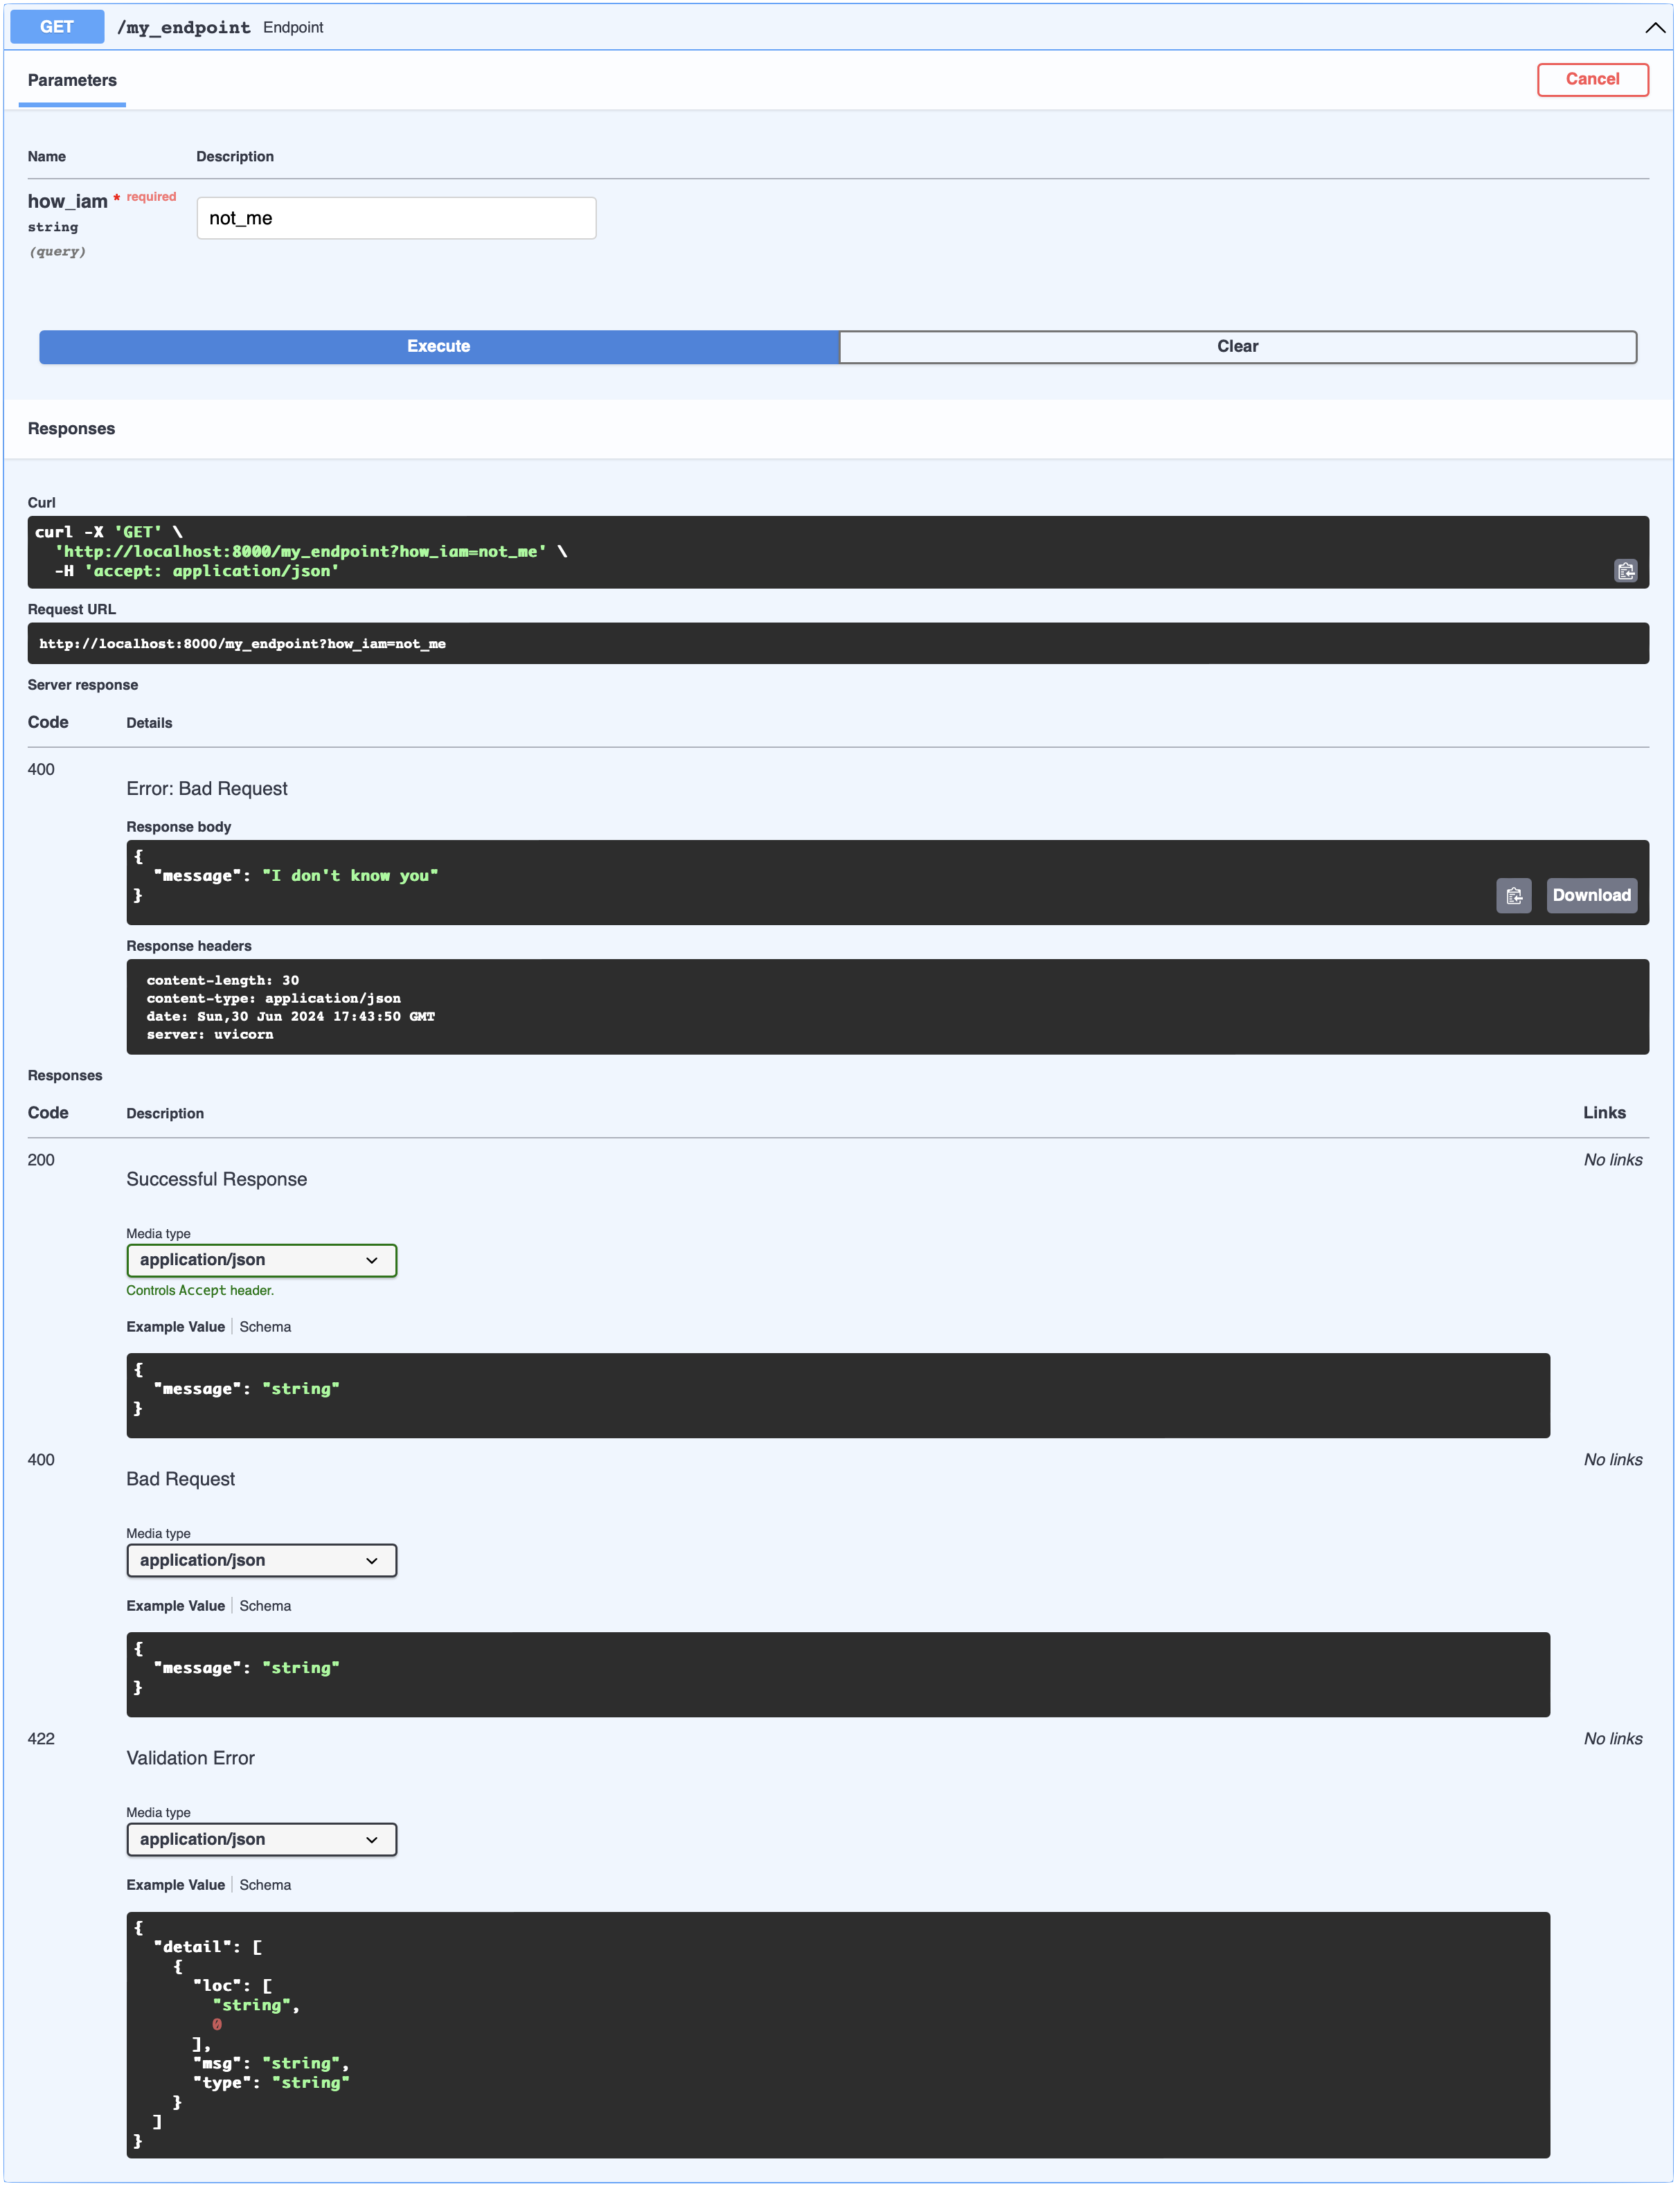 GET /my_endpoint Endpoint
Parameters Cancel
Name Description
how_iam * required
string
(query)
not_me
Execute Clear
Responses
Curl
curl -X 'GET' \
'http://localhost:8000/my_endpoint?how_iam=not_me' \
-H 'accept: application/json'
Request URL
http://localhost:8000/my_endpoint?how_iam=not_me
Server response
Code Details
400
Error: Bad Request
Response body
{
"message": "I don't know you"
}
Download
Response headers
content-length: 30
content-type: application/json
date: Sun,30 Jun 2024 17:43:50 GMT
server: uvicorn
Responses
Code Description Links
200 No links
Successful Response
Media type
application/json
Controls Accept header.
Example Value Schema
{
"message": "string"
}
400 No links
Bad Request
Media type
application/json
Example Value Schema
{
"message": "string"
}
422 No links
Validation Error
Media type
application/json
Example Value Schema
{
"detail": [
{
"loc": [
"string",
0
],
"msg": "string",
"type": "string"
}
]
}